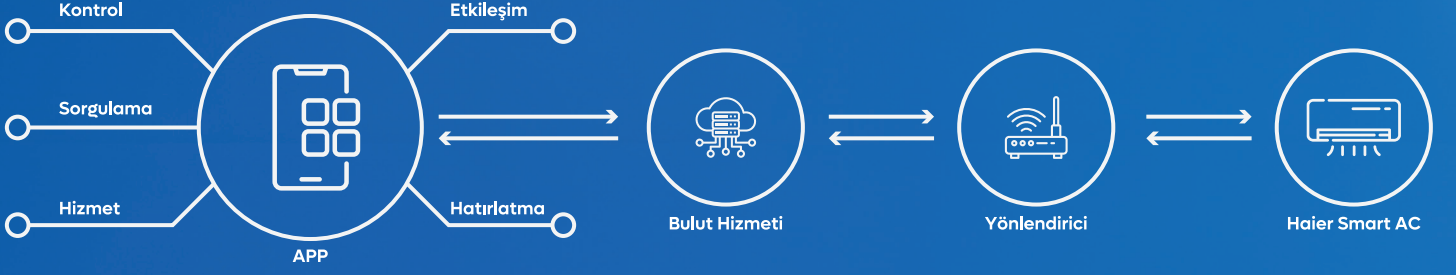 Kontrol
Etkileşim
Sorgulama
Hizmet
Hatırlatma
APP
Bulut Hizmeti
Yönlendirici
Haier Smart AC